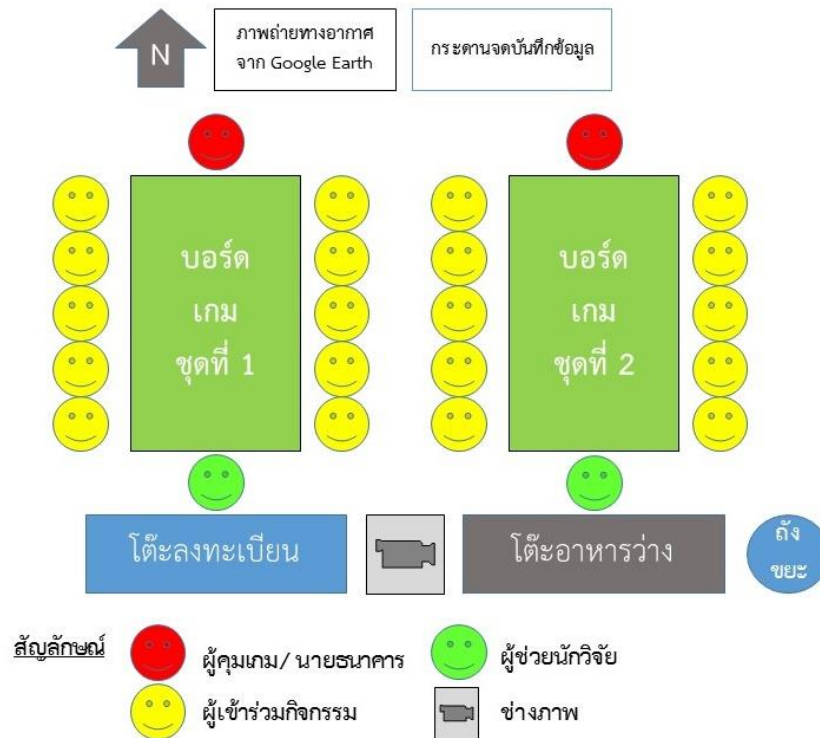 N
ภาพถ่ายทางอากาศ
จาก Google Earth
กระดานจดบันทึกข้อมูล
บอร์ด
เกม
ชุดที่ 1
บอร์ด
เกม
ชุดที่ 2
โต๊ะลงทะเบียน
โต๊ะอาหารว่าง
ถัง
ขยะ
สัญลักษณ์
ผู้คุมเกม/ นายธนาคาร
ผู้ช่วยนักวิจัย
ผู้เข้าร่วมกิจกรรม
ช่างภาพ